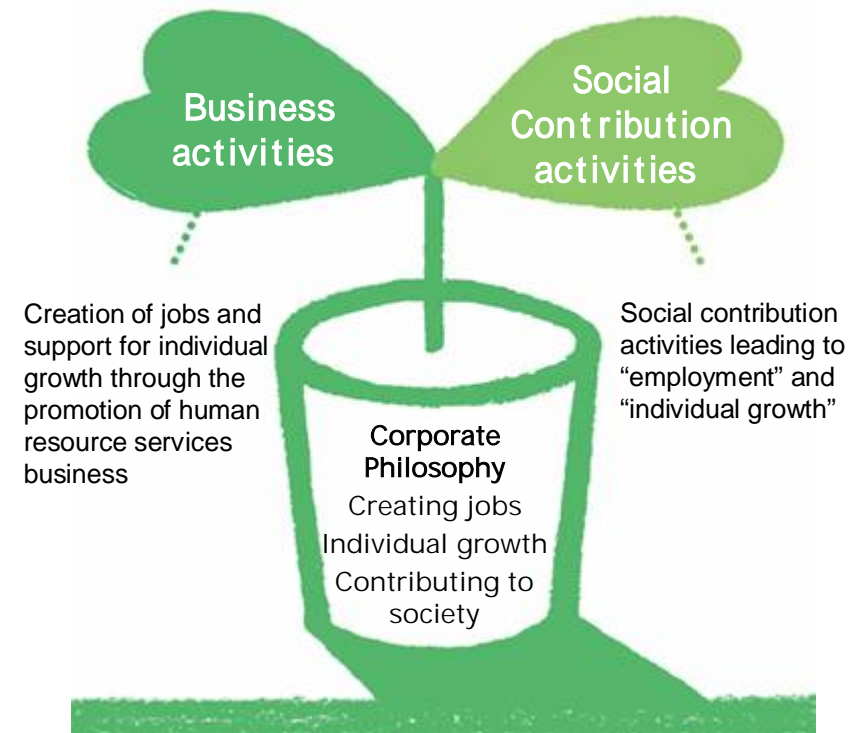 Business
activities
Social
Contribution
activities
Creation of jobs and
support for individual
growth through the
promotion of human
resource services
business
Social contribution
activities leading to
“employment” and
“individual growth”
Corporate
Philosophy
Creating jobs
Individual growth
Contributing to
society